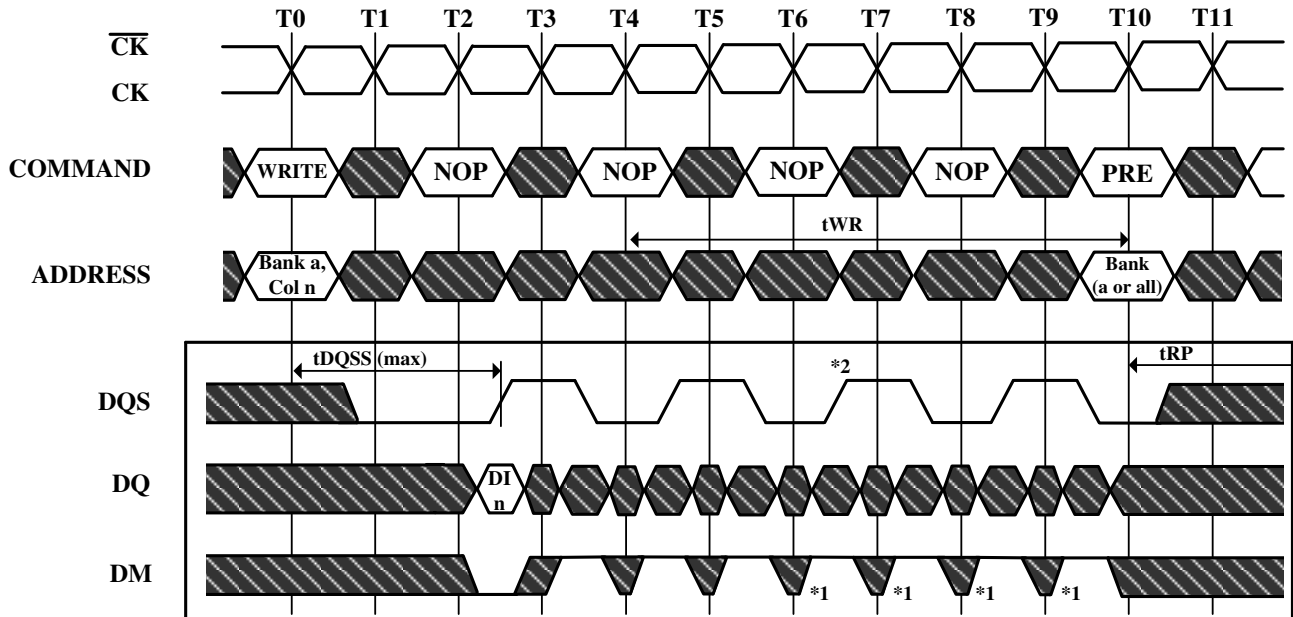 T0 T1 T2 T3 T4 T5 T6 T7 T8 T9 T10 T11
CK
CK
COMMAND WRITE NOP NOP NOP NOP PRE
tWR
ADDRESS Bank a, Col n Bank (a or all)
tDQSS (max) *2 tRP
DQS
DQ DI n
DM
*1 *1 *1 *1